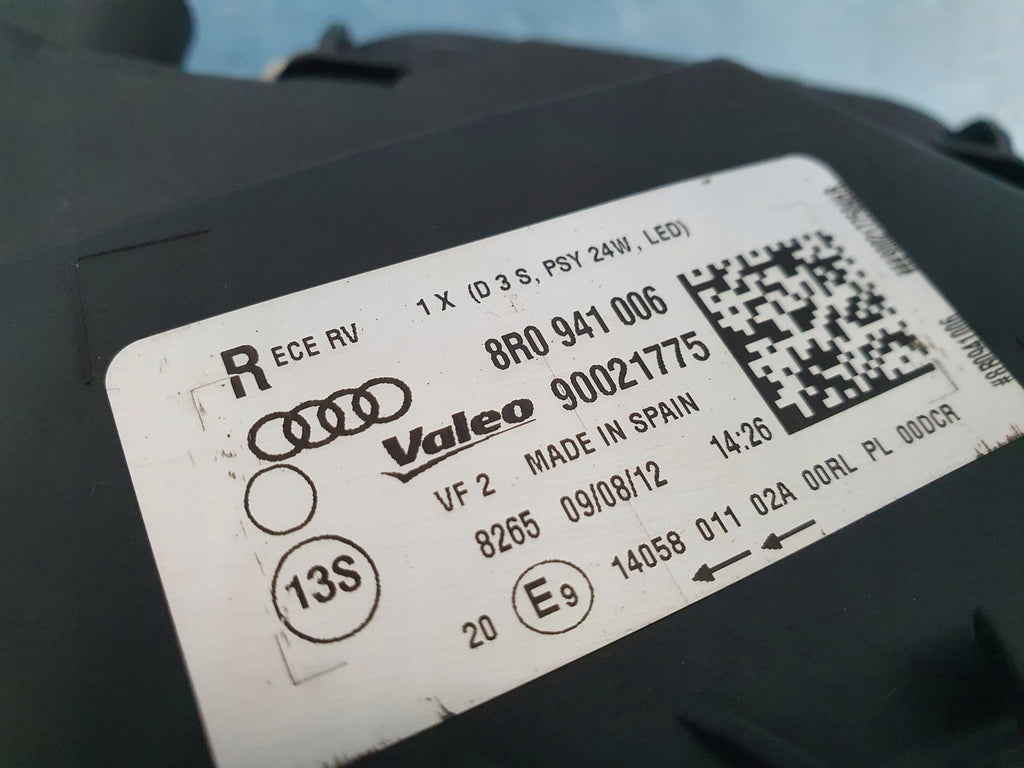 R ECE RV 1 X (D 3 S, PSY 24W, LED)
8R0 941 006
Valeo 90021775
VF 2 MADE IN SPAIN
8265 09/08/12 14:26
13S
20 E9 14058 011 02A 00RL PL 00DCR
#8R0941006